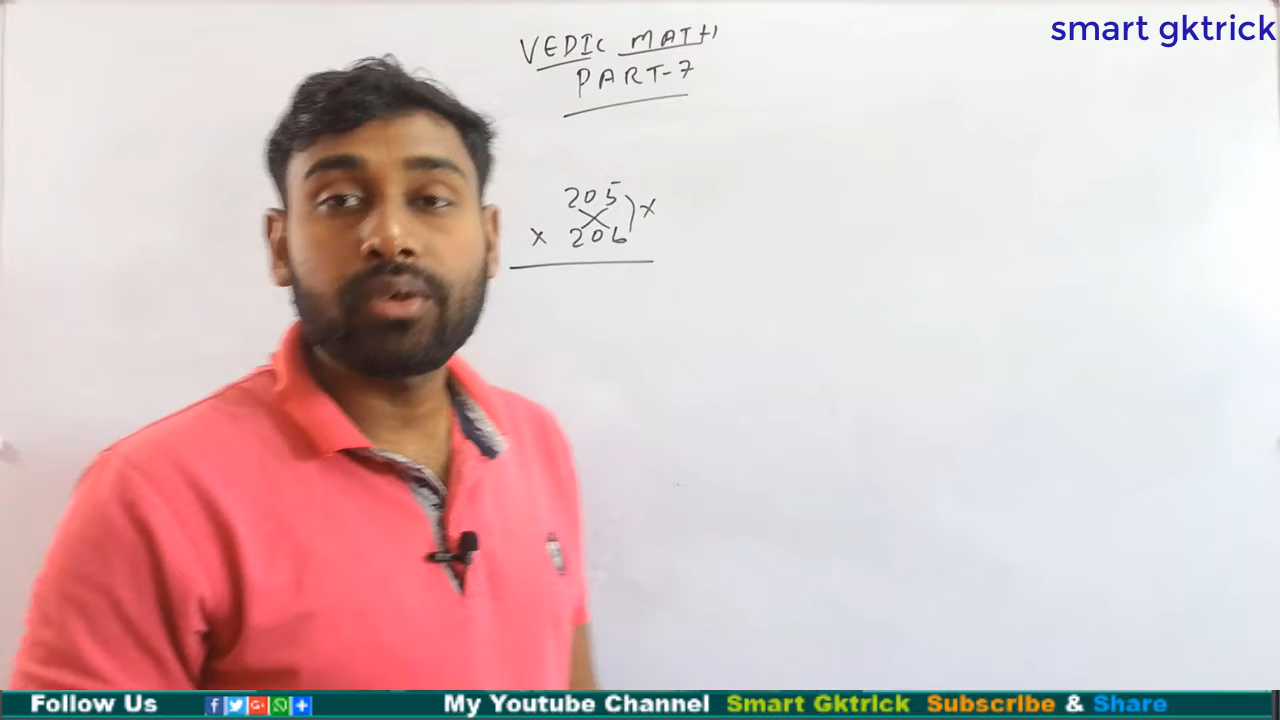 smart gktrick
VEDIC MATH
PART-7
205
x 206
x
Follow Us
My Youtube Channel Smart Gktrick Subscribe & Share